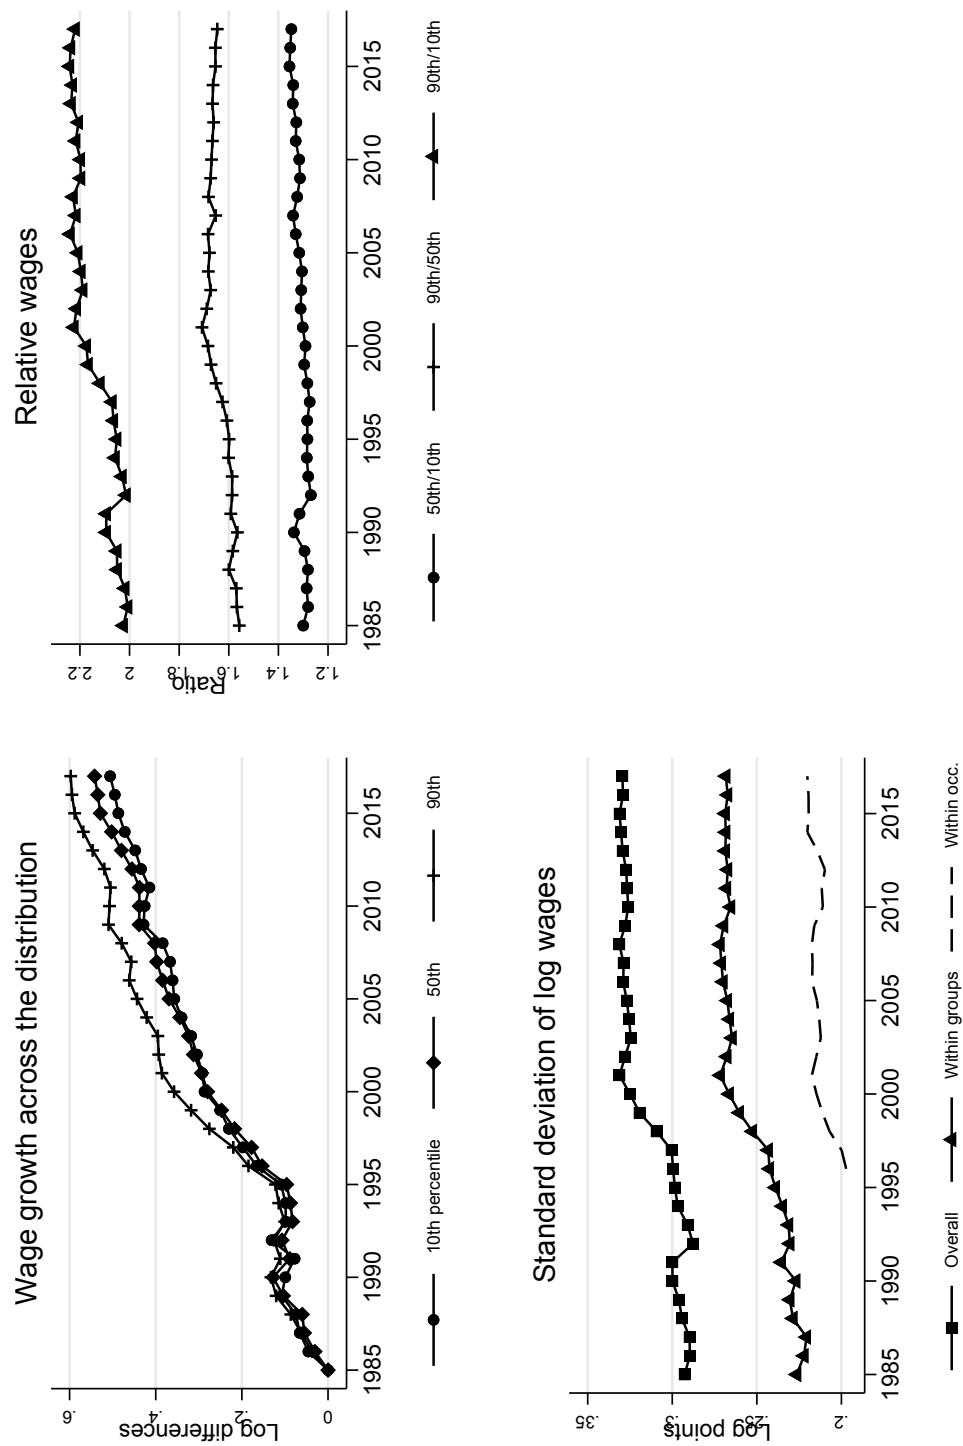 Wage growth across the distribution
Log differences
0 .2 .4 .6
1985 1990 1995 2000 2005 2010 2015
10th percentile 50th 90th
Relative wages
Ratio
1.2 1.4 1.6 1.8 2 2.2
1985 1990 1995 2000 2005 2010 2015
50th/10th 90th/50th 90th/10th
Standard deviation of log wages
Log points
.2 .25 .3 .35
1985 1990 1995 2000 2005 2010 2015
Overall Within groups Within occ.